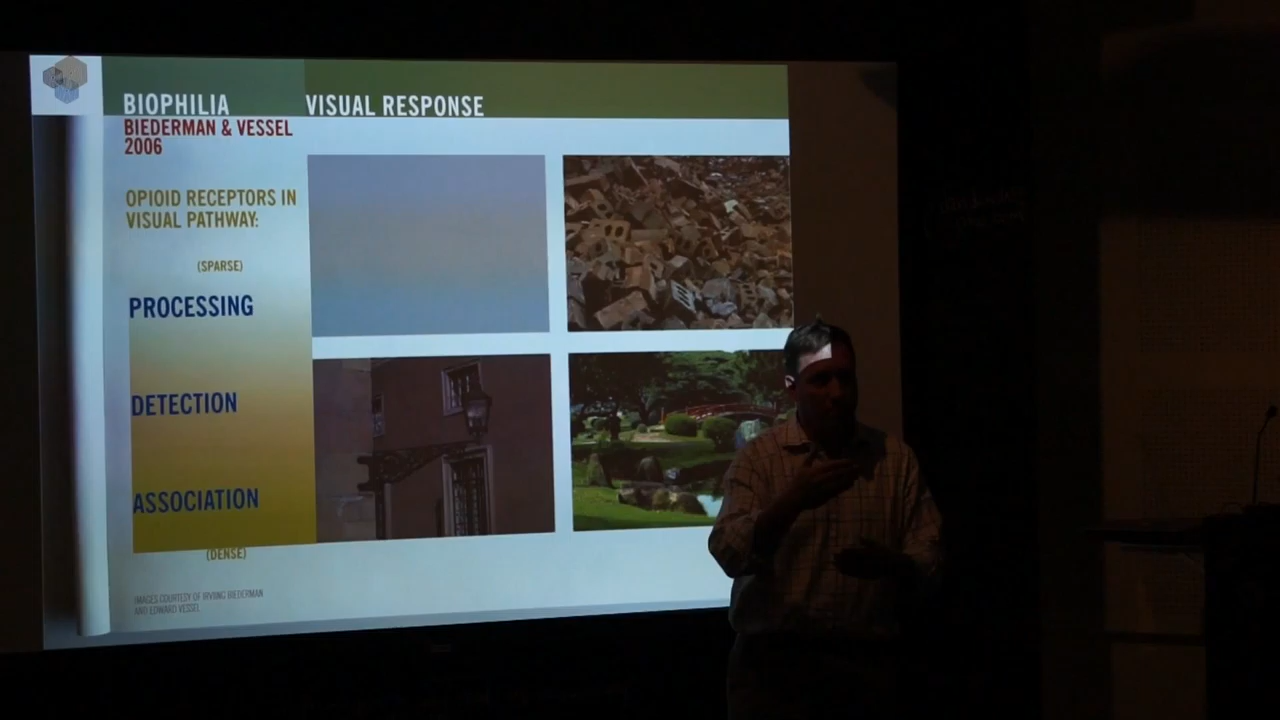 BIOPHILIA
VISUAL RESPONSE
BIEDERMAN & VESSEL
2006
OPIOID RECEPTORS IN
VISUAL PATHWAY:
(SPARSE)
PROCESSING
DETECTION
ASSOCIATION
(DENSE)
IMAGES COURTESY OF IRVIING BIEDERMAN
AND EDWARD VESSEL